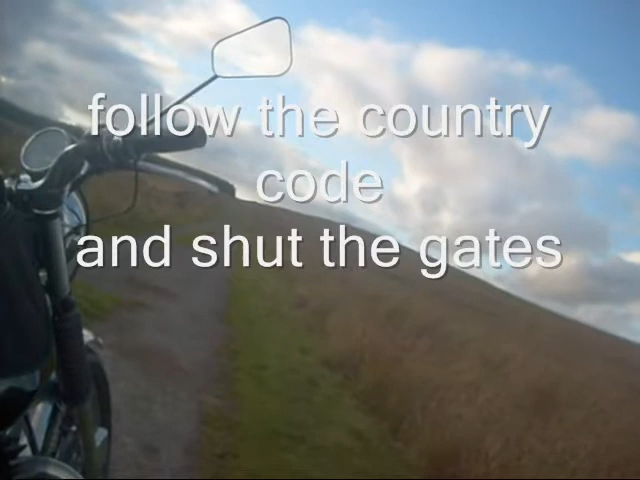 follow the country
code
and shut the gates